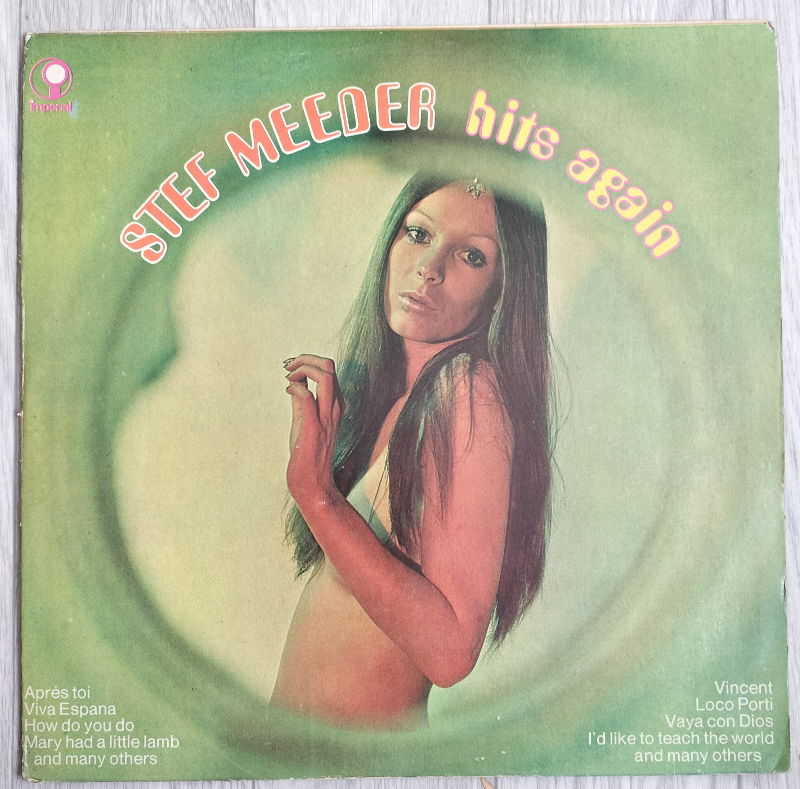 imperial
STEF MEEDER hits again
Après toi
Viva Espana
How do you do
Mary had a little lamb
and many others
Vincent
Loco Porti
Vaya con Dios
I'd like to teach the world
and many others